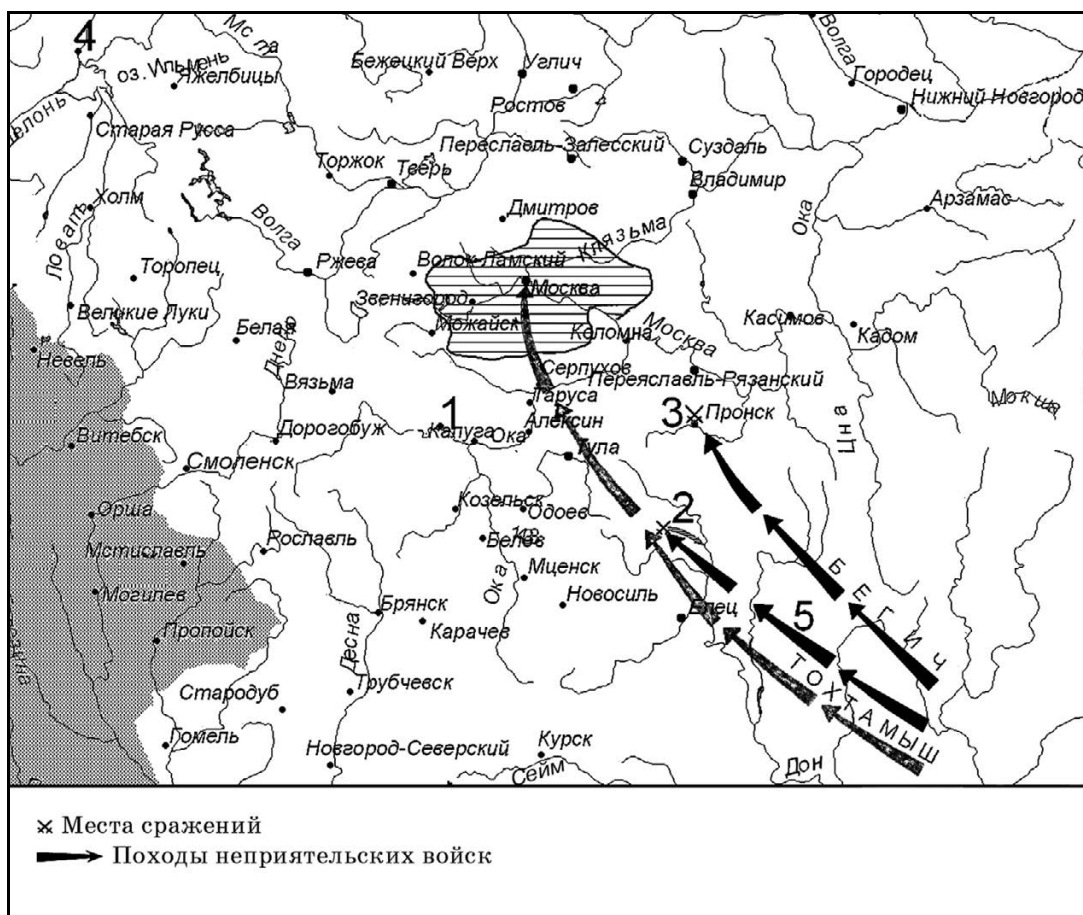 4
Мста
оз. Ильмень
Яжелбицы
Бежецкий Верх
Углич
Волга
Городец
Нижний Новгород
Ростов
елонь
Старая Русса
Торжок
Тверь
Переславль-Залесский
Суздаль
Владимир
Ока
Арзамас
Холм
Ловать
Волга
Дмитров
Клязьма
Торопец
Ржева
Волок-Ламский
Москва
Звенигород
Великие Луки
Белая
Днепр
Можайск
Коломна
Москва
Касимов
Кадом
Невель
Вязьма
Серпухов
Переяславль-Рязанский
Мокша
Таруса
1
Калуга
Ока
Алексин
3
Пронск
Цна
Витебск
Дорогобуж
Смоленск
Тула
Орша
Козельск
Одоев
2
Мстиславль
Рославль
Белев
БЕГИЧ
Могилев
Ока
Мценск
Новосиль
Елец
5
Брянск
Карачев
Пропойск
Десна
ТОХТАМЫШ
Стародуб
Трубчевск
Гомель
Новгород-Северский
Курск
Сейм
Дон
Места сражений
Походы неприятельских войск